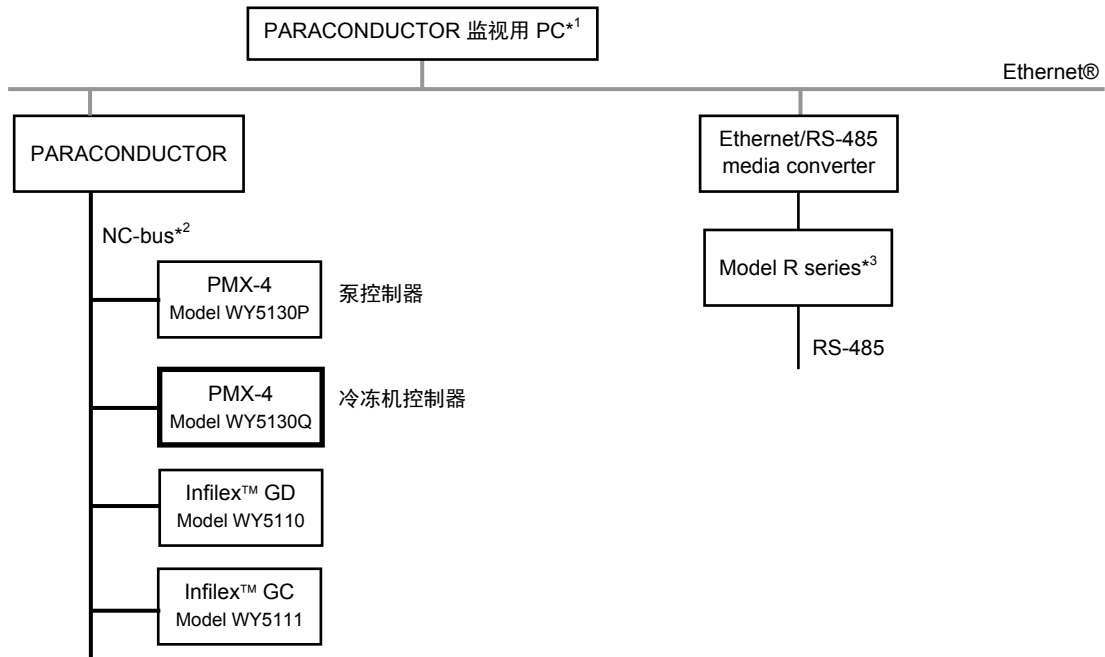 PARACONDUCTOR 监视用 PC*1
Ethernet®
PARACONDUCTOR
Ethernet/RS-485
media converter
NC-bus*2
Model R series*3
PMX-4
Model WY5130P
泵控制器
RS-485
PMX-4
Model WY5130Q
冷冻机控制器
Infilex™ GD
Model WY5110
Infilex™ GC
Model WY5111